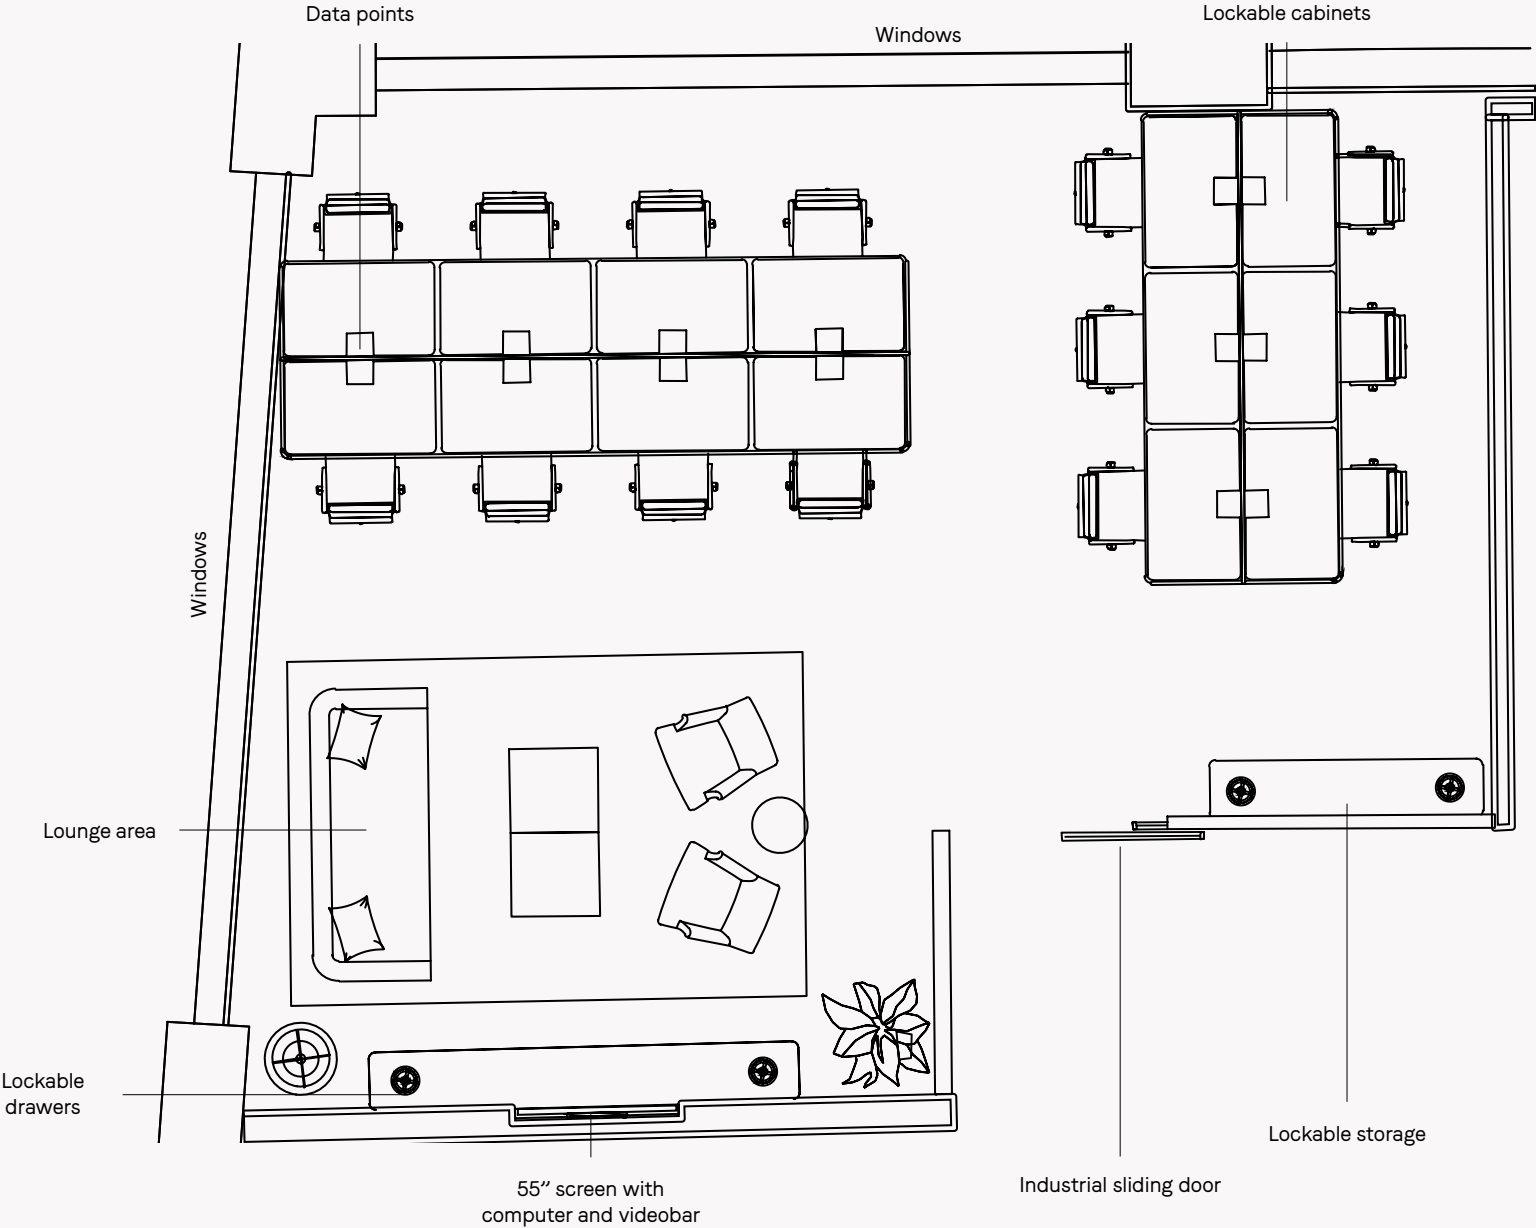 Data points
Lockable cabinets
Windows
Windows
Lounge area
Lockable
drawers
Lockable storage
Industrial sliding door
55” screen with
computer and videobar